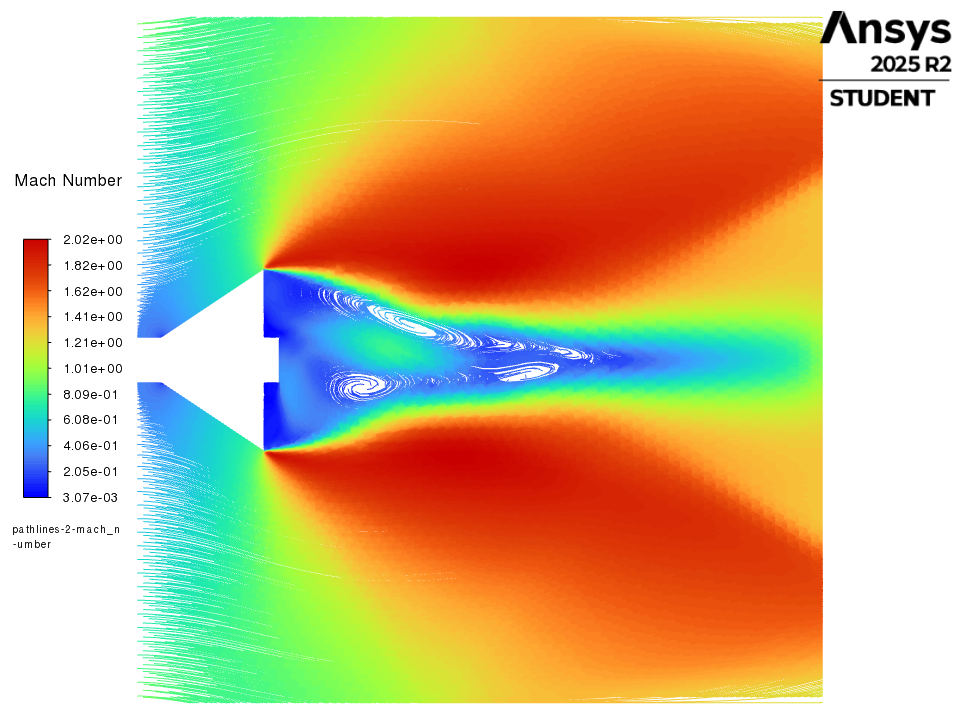 Ansys
2025 R2
STUDENT
Mach Number
2.02e+00
1.82e+00
1.62e+00
1.41e+00
1.21e+00
1.01e+00
8.09e-01
6.08e-01
4.06e-01
2.05e-01
3.07e-03
pathlines-2-mach_n
-umber